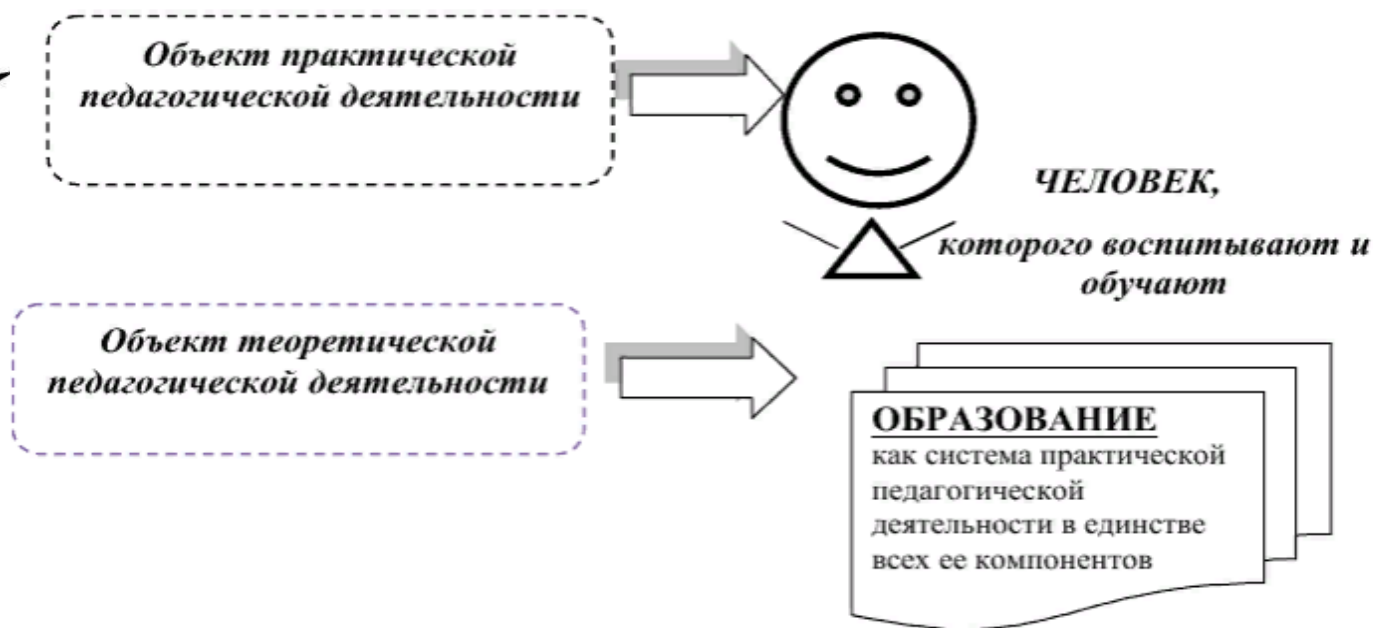 Объект практической
педагогической деятельности
ЧЕЛОВЕК,
которого воспитывают и
обучают
Объект теоретической
педагогической деятельности
ОБРАЗОВАНИЕ
как система практической
педагогической
деятельности в единстве
всех ее компонентов